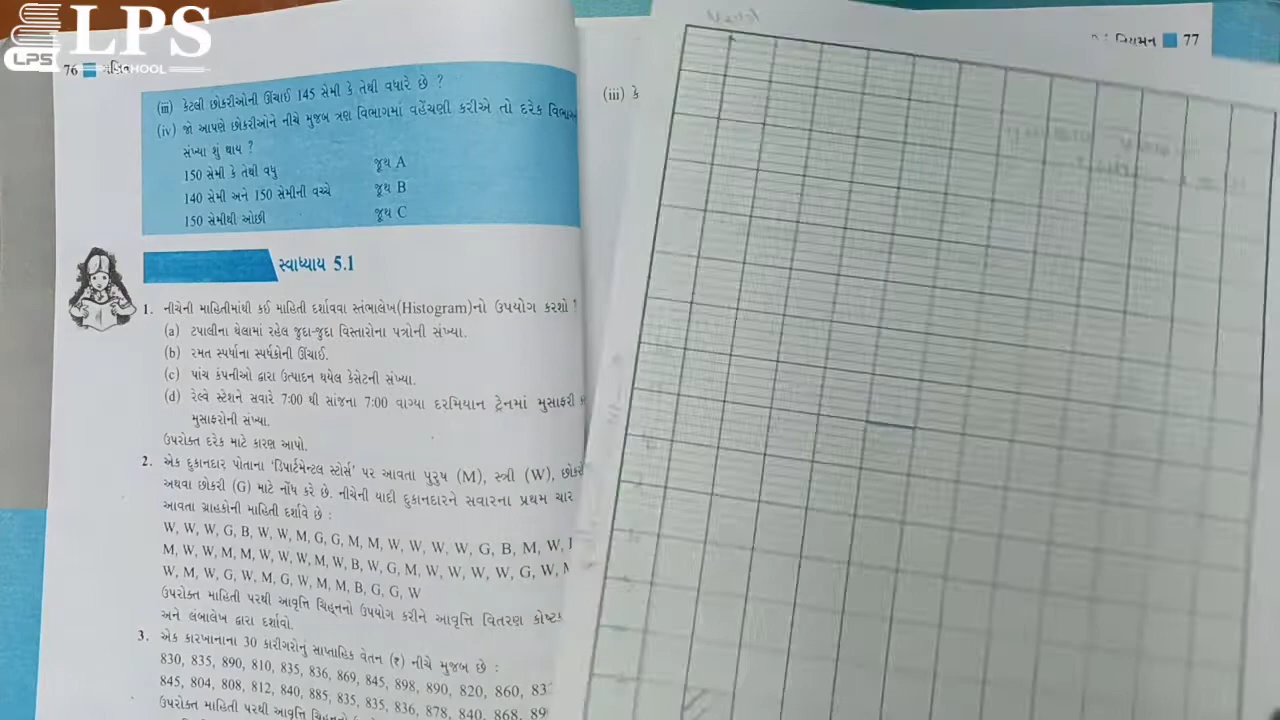 LPS
SCHOOL
LPS
76
77
(iii) કેટલી છોકરીઓની ઊંચાઈ 145 સેમી કે તેથી વધારે છે ?
(iv) જો આપણે છોકરીઓને નીચે મુજબ ત્રણ વિભાગમાં વહેંચણી કરીએ તો દરેક
સંખ્યા શું થાય ?
150 સેમી કે તેથી વધુ જૂથ A
140 સેમી અને 150 સેમીની વચ્ચે જૂથ B
150 સેમીથી ઓછી જૂથ C
સ્વાધ્યાય 5.1
1. નીચેની માહિતીમાંથી કઈ માહિતી દર્શાવવા સ્તંભાલેખ(Histogram)નો ઉપયોગ કરશો ?
(a) ટપાલીના થેલામાં રહેલ જુદા-જુદા વિસ્તારોના પત્રોની સંખ્યા.
(b) રમત સ્પર્ધાના સ્પર્ધકોની ઊંચાઈ.
(c) પાંચ કંપનીઓ દ્વારા ઉત્પાદન થયેલ કેસેટની સંખ્યા.
(d) રેલ્વે સ્ટેશને સવારે 7:00 થી સાંજના 7:00 વાગ્યા દરમિયાન ટ્રેનમાં મુસાફરી
મુસાફરોની સંખ્યા.
ઉપરોક્ત દરેક માટે કારણ આપો.
2. એક દુકાનદાર પોતાના 'ડિપાર્ટમેન્ટલ સ્ટોર્સ' પર આવતા પુરુષ (M), સ્ત્રી (W),
અથવા છોકરી (G) માટે નોંધ કરે છે. નીચેની યાદી દુકાનદારને સવારના પ્રથમ ચાર
આવતા ગ્રાહકોની માહિતી દર્શાવે છે :
W, W, W, G, B, W, W, M, G, G, M, M, W, W, W, W, G, B, M, W,
M, W, W, M, M, W, W, W, M, W, B, W, G, M, W, W, W, W, G, W,
W, M, W, G, W, M, G, W, M, M, B, G, G, W
ઉપરોક્ત માહિતી પરથી આવૃત્તિ ચિહ્નનો ઉપયોગ કરીને આવૃત્તિ વિતરણ
અને લંબાલેખ દ્વારા દર્શાવો.
3. એક કારખાનાના 30 કારીગરોનું સાપ્તાહિક વેતન (₹) નીચે મુજબ છે :
830, 835, 890, 810, 835, 836, 869, 845, 898, 890, 820, 860,
845, 804, 808, 812, 840, 885, 835, 835, 836, 878, 840, 868,
ઉપરોક્ત માહિતી પરથી આવૃત્તિ
(iii) કે